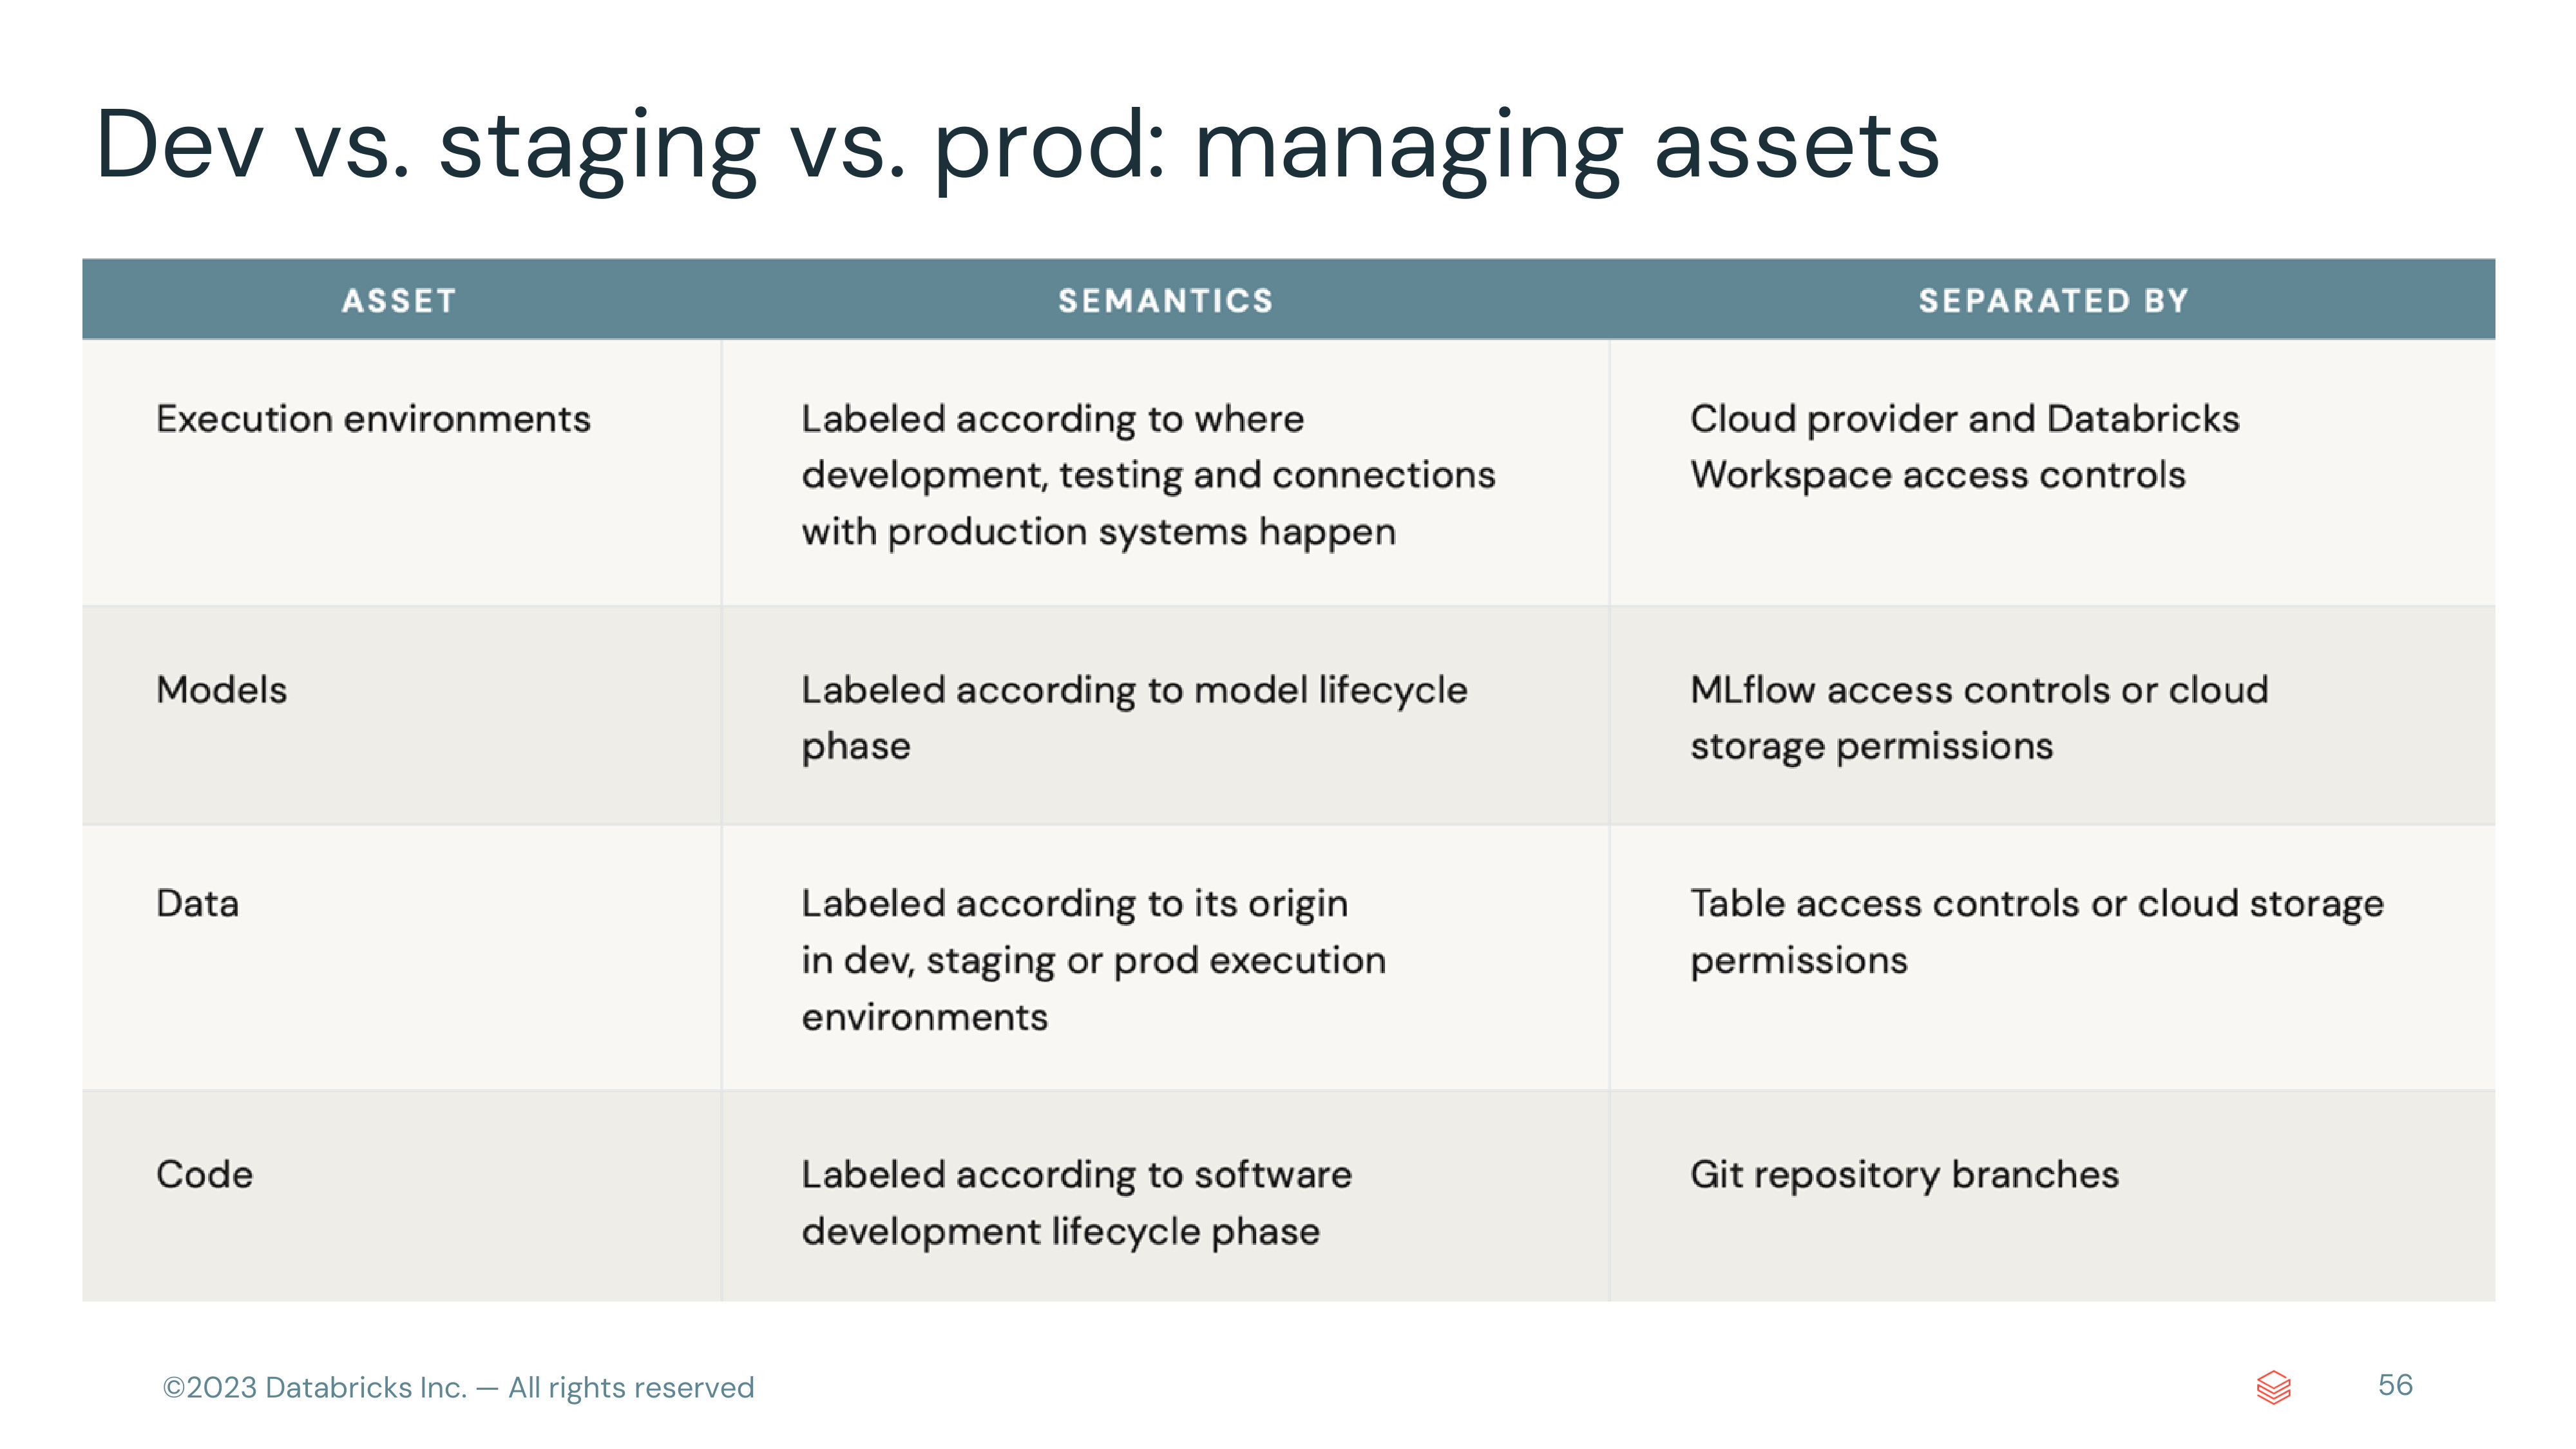 Dev vs. staging vs. prod: managing assets
ASSET
SEMANTICS
SEPARATED BY
Execution environments
Labeled according to where
development, testing and connections
with production systems happen
Cloud provider and Databricks
Workspace access controls
Models
Labeled according to model lifecycle
phase
MLflow access controls or cloud
storage permissions
Data
Labeled according to its origin
in dev, staging or prod execution
environments
Table access controls or cloud storage
permissions
Code
Labeled according to software
development lifecycle phase
Git repository branches
©2023 Databricks Inc. — All rights reserved
56